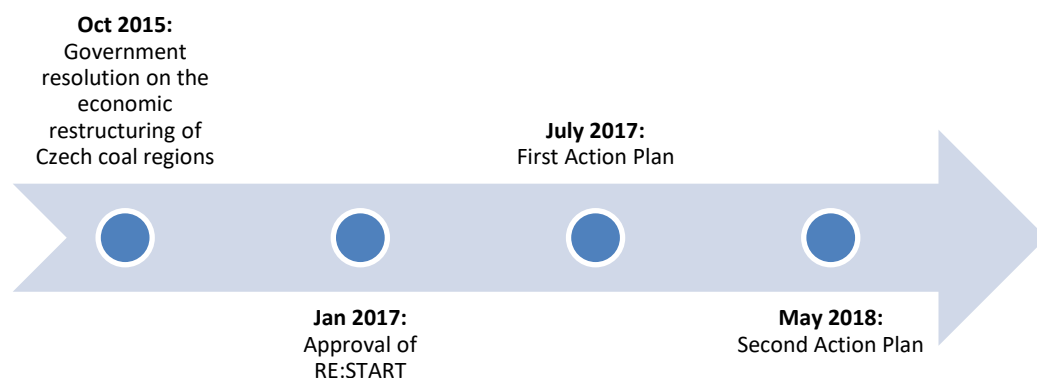 Oct 2015:
Government
resolution on the
economic
restructuring of
Czech coal regions
Jan 2017:
Approval of
RE:START
July 2017:
First Action Plan
May 2018:
Second Action Plan